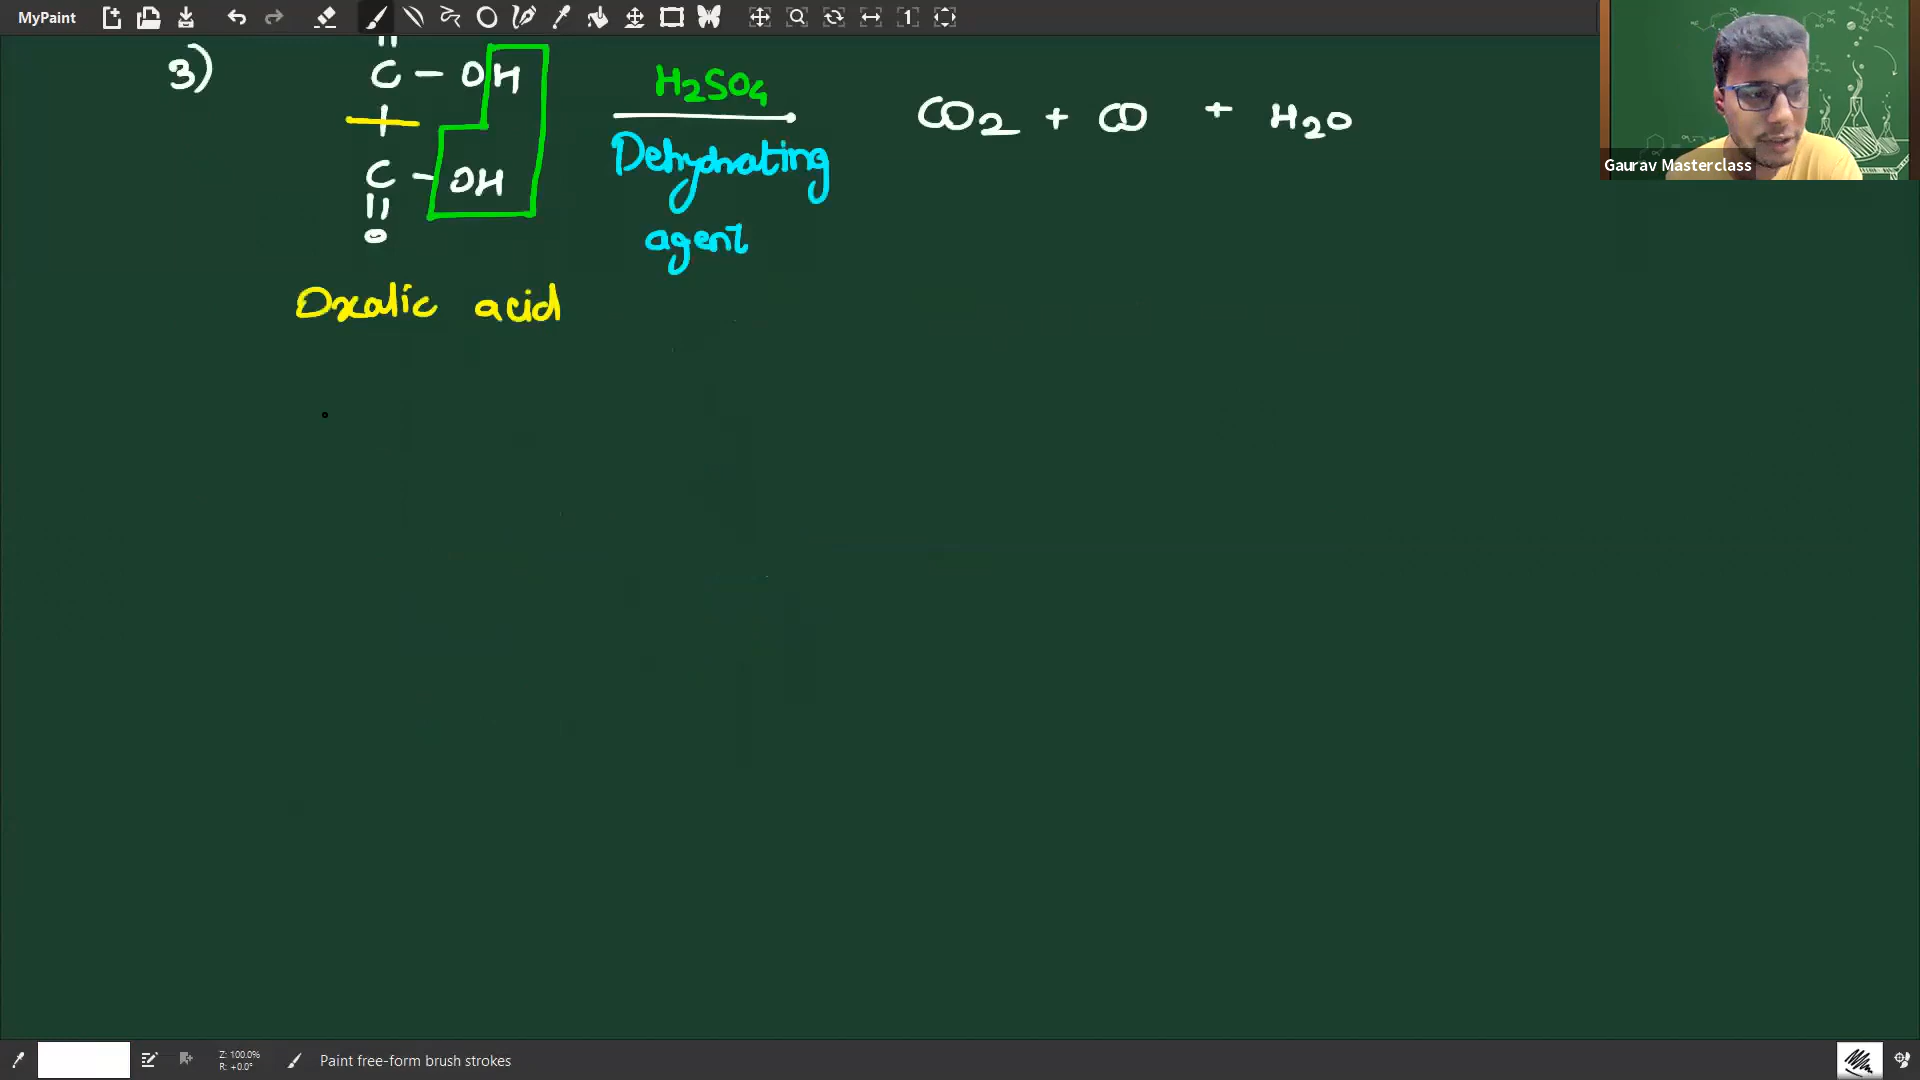 MyPaint
3)
C - OH
C - OH
O
H2SO4
Dehydrating
agent
CO2 + CO + H2O
Oxalic acid
Gaurav Masterclass
Z: 100.0%
R: +0.0°
Paint free-form brush strokes